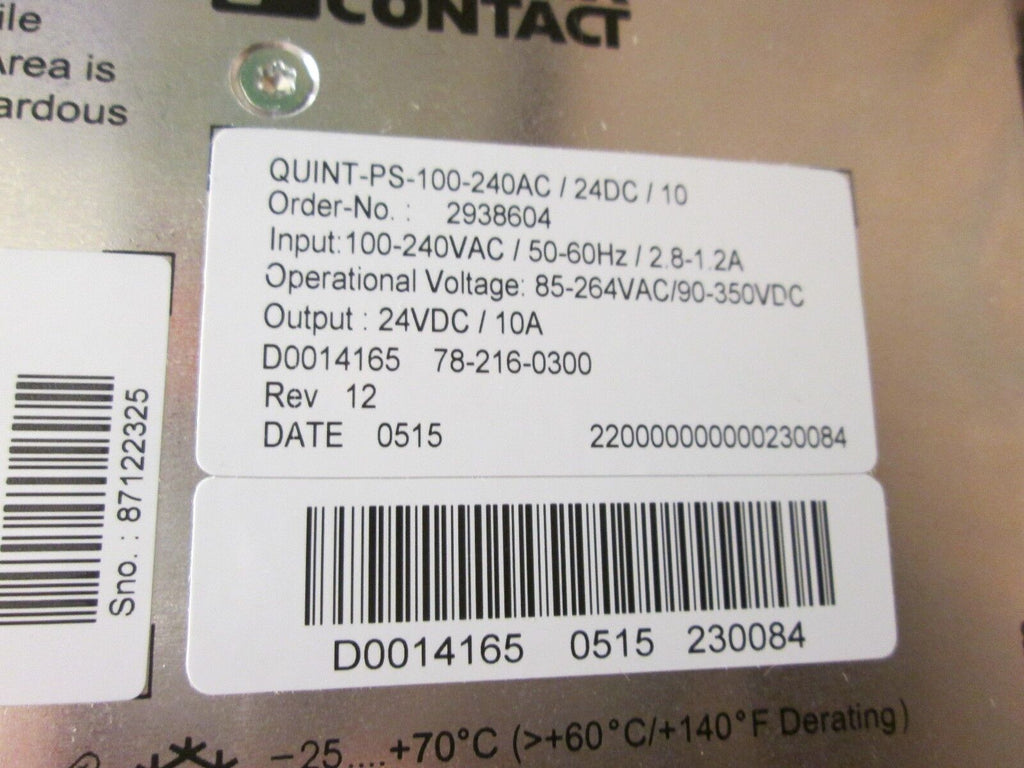 ile
Area is
ardous
CONTACT
QUINT-PS-100-240AC / 24DC / 10
Order-No. : 2938604
Input:100-240VAC / 50-60Hz / 2.8-1.2A
Operational Voltage: 85-264VAC/90-350VDC
Output : 24VDC / 10A
D0014165 78-216-0300
Rev 12
DATE 0515 220000000000230084
Sno. : 87122325
D0014165 0515 230084
-25....+70°C (>+60°C/+140°F Derating)